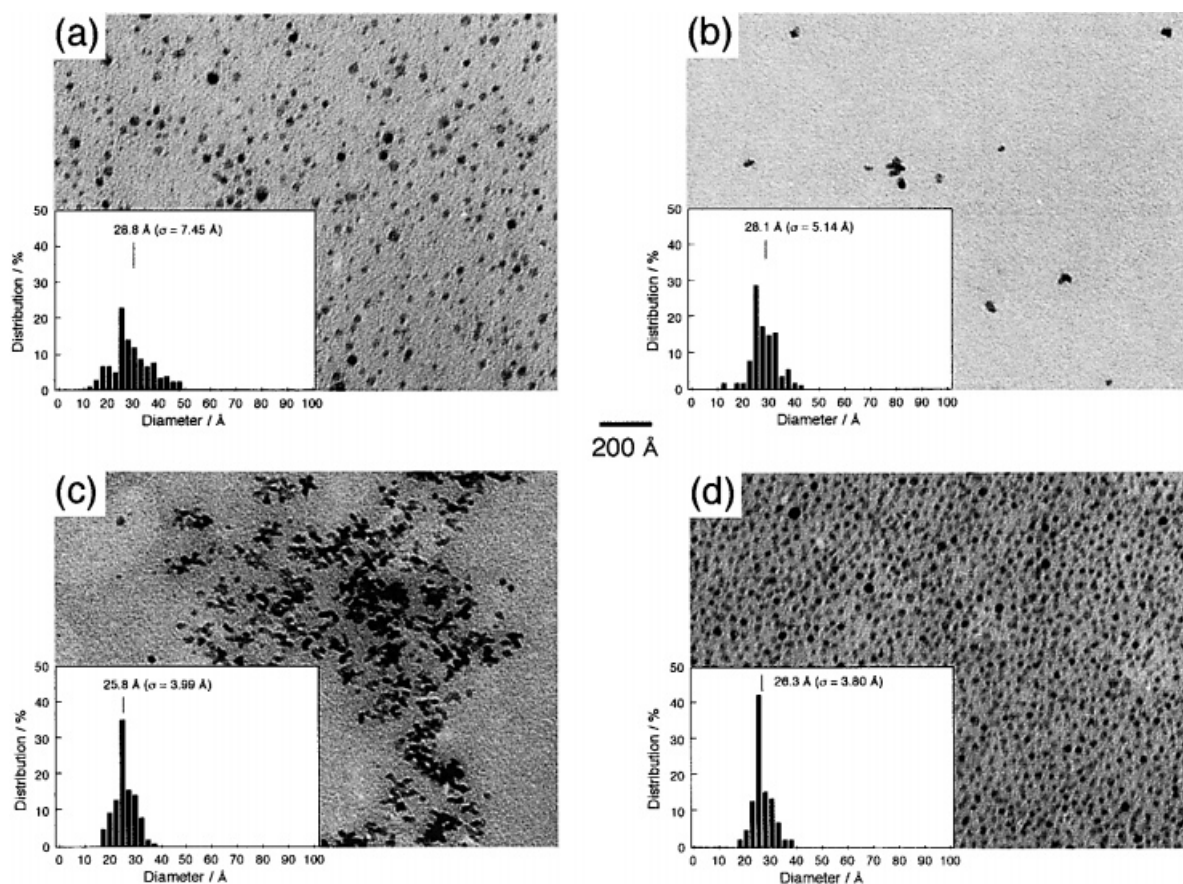 (a)
50
40
30
20
10
0
Distribution / %
28.8 Å (σ = 7.45 Å)
0 10 20 30 40 50 60 70 80 90 100
Diameter / Å
(b)
50
40
30
20
10
0
Distribution / %
28.1 Å (σ = 5.14 Å)
0 10 20 30 40 50 60 70 80 90 100
Diameter / Å
200 Å
(c)
50
40
30
20
10
0
Distribution / %
25.8 Å (σ = 3.99 Å)
0 10 20 30 40 50 60 70 80 90 100
Diameter / Å
(d)
50
40
30
20
10
0
Distribution / %
26.3 Å (σ = 3.80 Å)
0 10 20 30 40 50 60 70 80 90 100
Diameter / Å